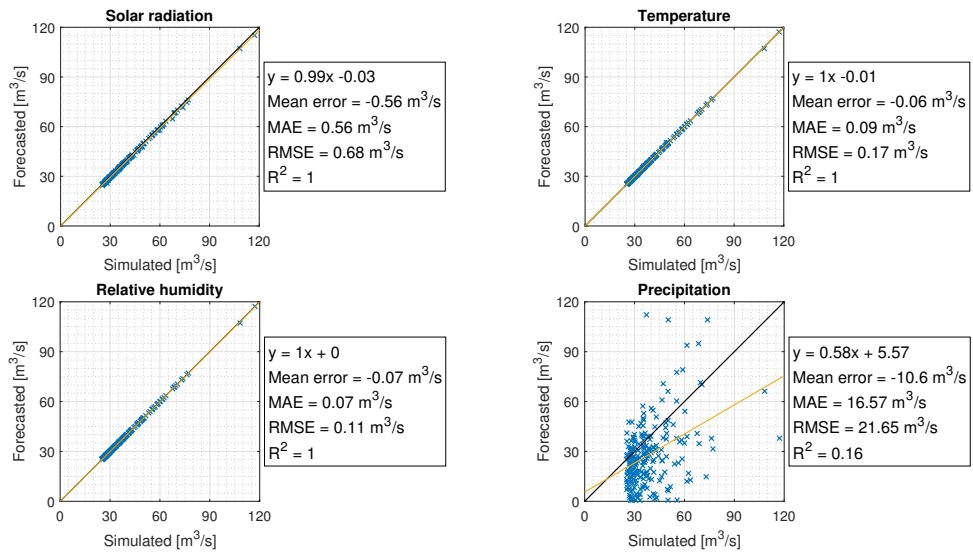 Solar radiation
Forecasted [m³/s]
120
90
60
30
0
0 30 60 90 120
Simulated [m³/s]
y = 0.99x -0.03
Mean error = -0.56 m³/s
MAE = 0.56 m³/s
RMSE = 0.68 m³/s
R² = 1
Temperature
Forecasted [m³/s]
120
90
60
30
0
0 30 60 90 120
Simulated [m³/s]
y = 1x -0.01
Mean error = -0.06 m³/s
MAE = 0.09 m³/s
RMSE = 0.17 m³/s
R² = 1
Relative humidity
Forecasted [m³/s]
120
90
60
30
0
0 30 60 90 120
Simulated [m³/s]
y = 1x + 0
Mean error = -0.07 m³/s
MAE = 0.07 m³/s
RMSE = 0.11 m³/s
R² = 1
Precipitation
Forecasted [m³/s]
120
90
60
30
0
0 30 60 90 120
Simulated [m³/s]
y = 0.58x + 5.57
Mean error = -10.6 m³/s
MAE = 16.57 m³/s
RMSE = 21.65 m³/s
R² = 0.16